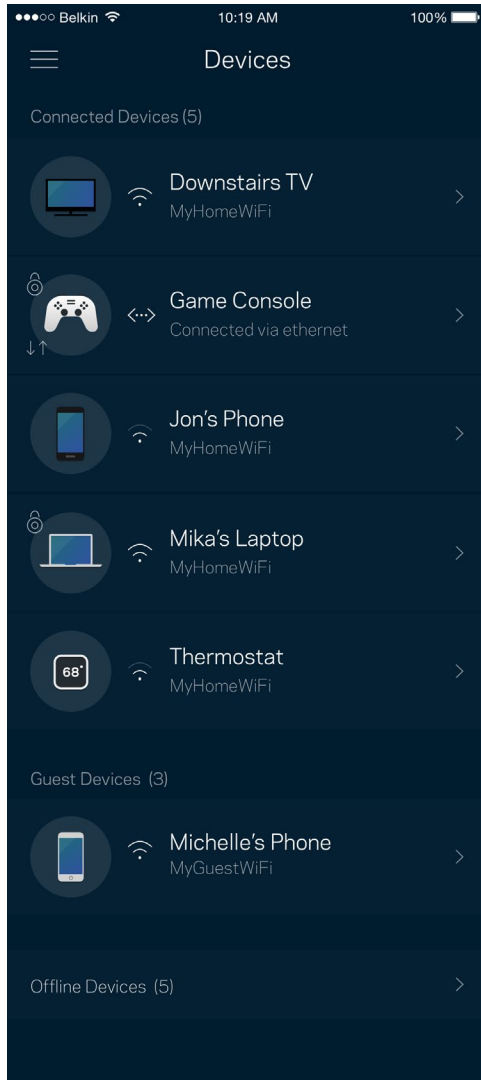 Belkin 10:19 AM 100%
Devices
Connected Devices (5)
Downstairs TV
MyHomeWiFi
Game Console
Connected via ethernet
Jon's Phone
MyHomeWiFi
Mika's Laptop
MyHomeWiFi
68°
Thermostat
MyHomeWiFi
Guest Devices (3)
Michelle's Phone
MyGuestWiFi
Offline Devices (5)